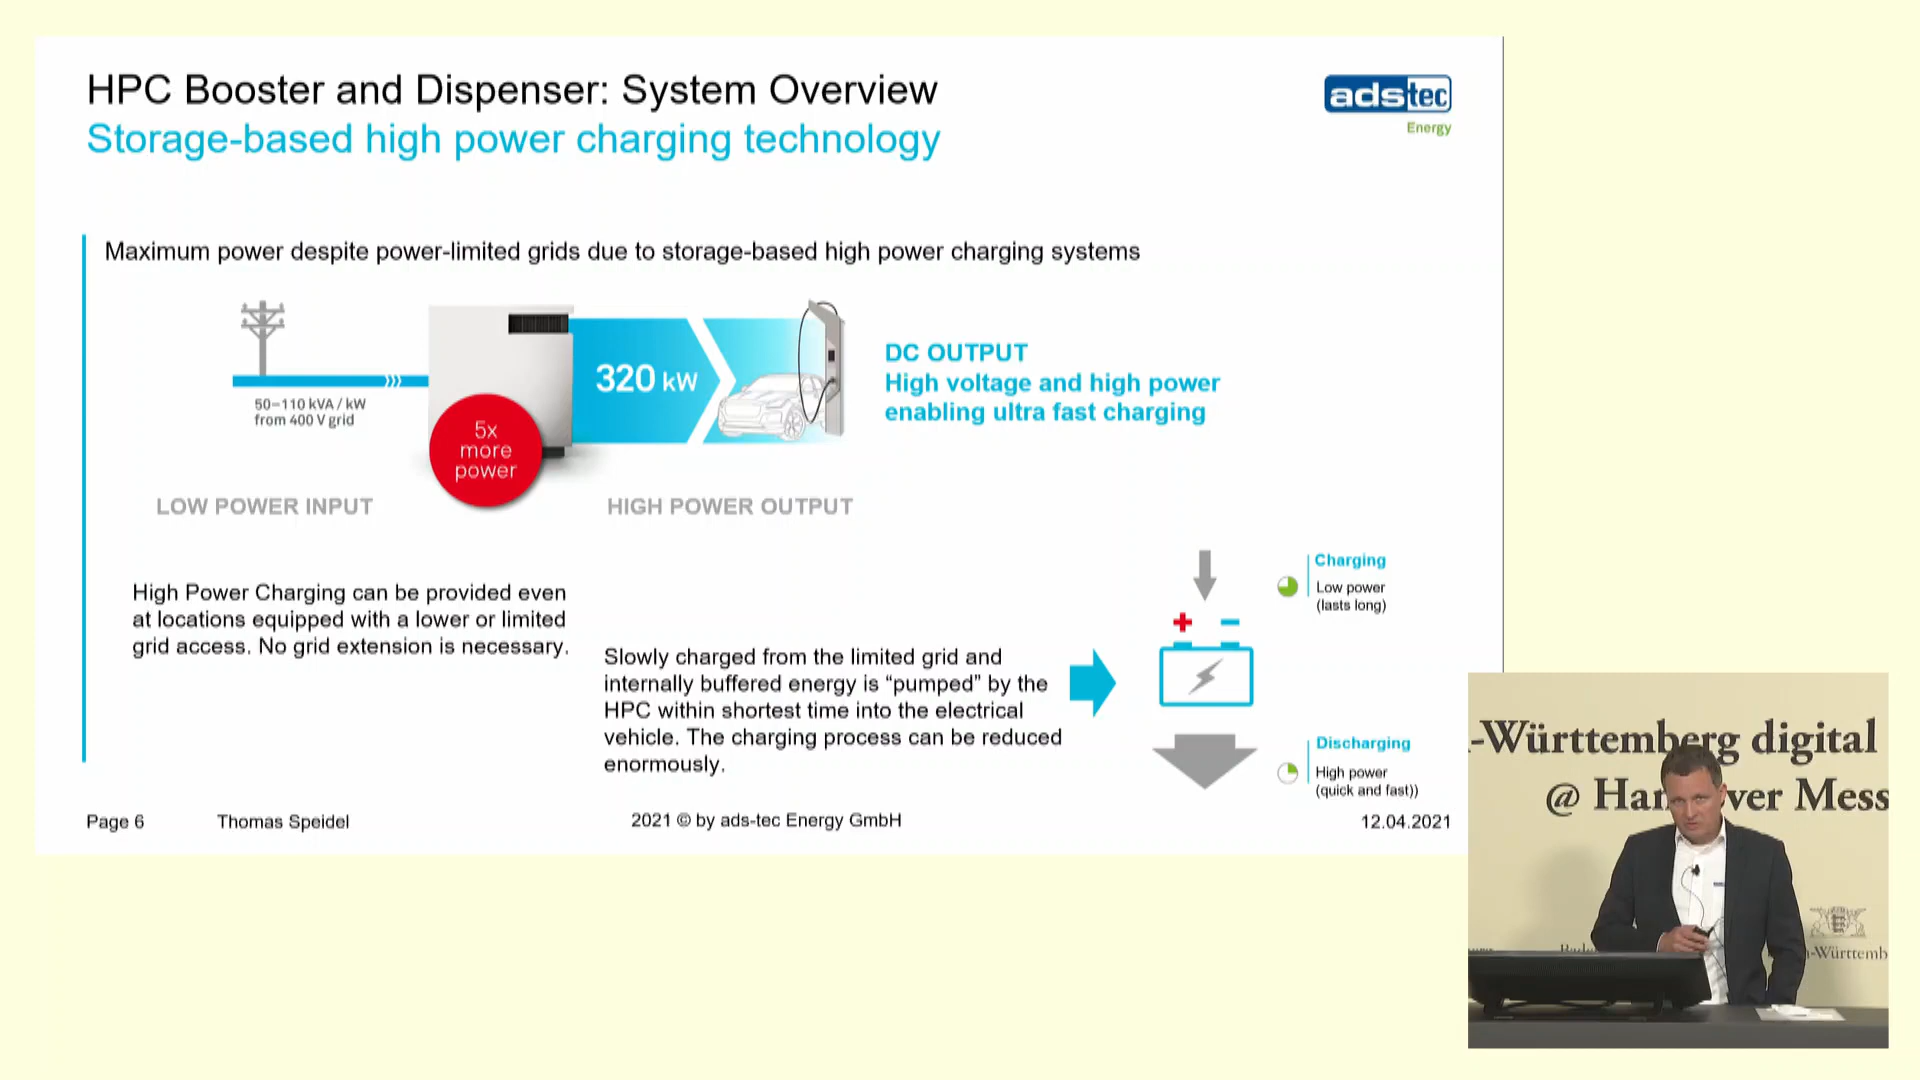 HPC Booster and Dispenser: System Overview
Storage-based high power charging technology
adstec
Energy
Maximum power despite power-limited grids due to storage-based high power charging systems
50–110 kVA / kW
from 400 V grid
5x
more
power
320 kW
DC OUTPUT
High voltage and high power
enabling ultra fast charging
LOW POWER INPUT
HIGH POWER OUTPUT
High Power Charging can be provided even
at locations equipped with a lower or limited
grid access. No grid extension is necessary.
Slowly charged from the limited grid and
internally buffered energy is “pumped” by the
HPC within shortest time into the electrical
vehicle. The charging process can be reduced
enormously.
Charging
Low power
(lasts long)
+ −
Discharging
High power
(quick and fast))
Page 6
Thomas Speidel
2021 © by ads-tec Energy GmbH
12.04.2021
-Württemberg digital
@ Han ver Mess
-Württemb